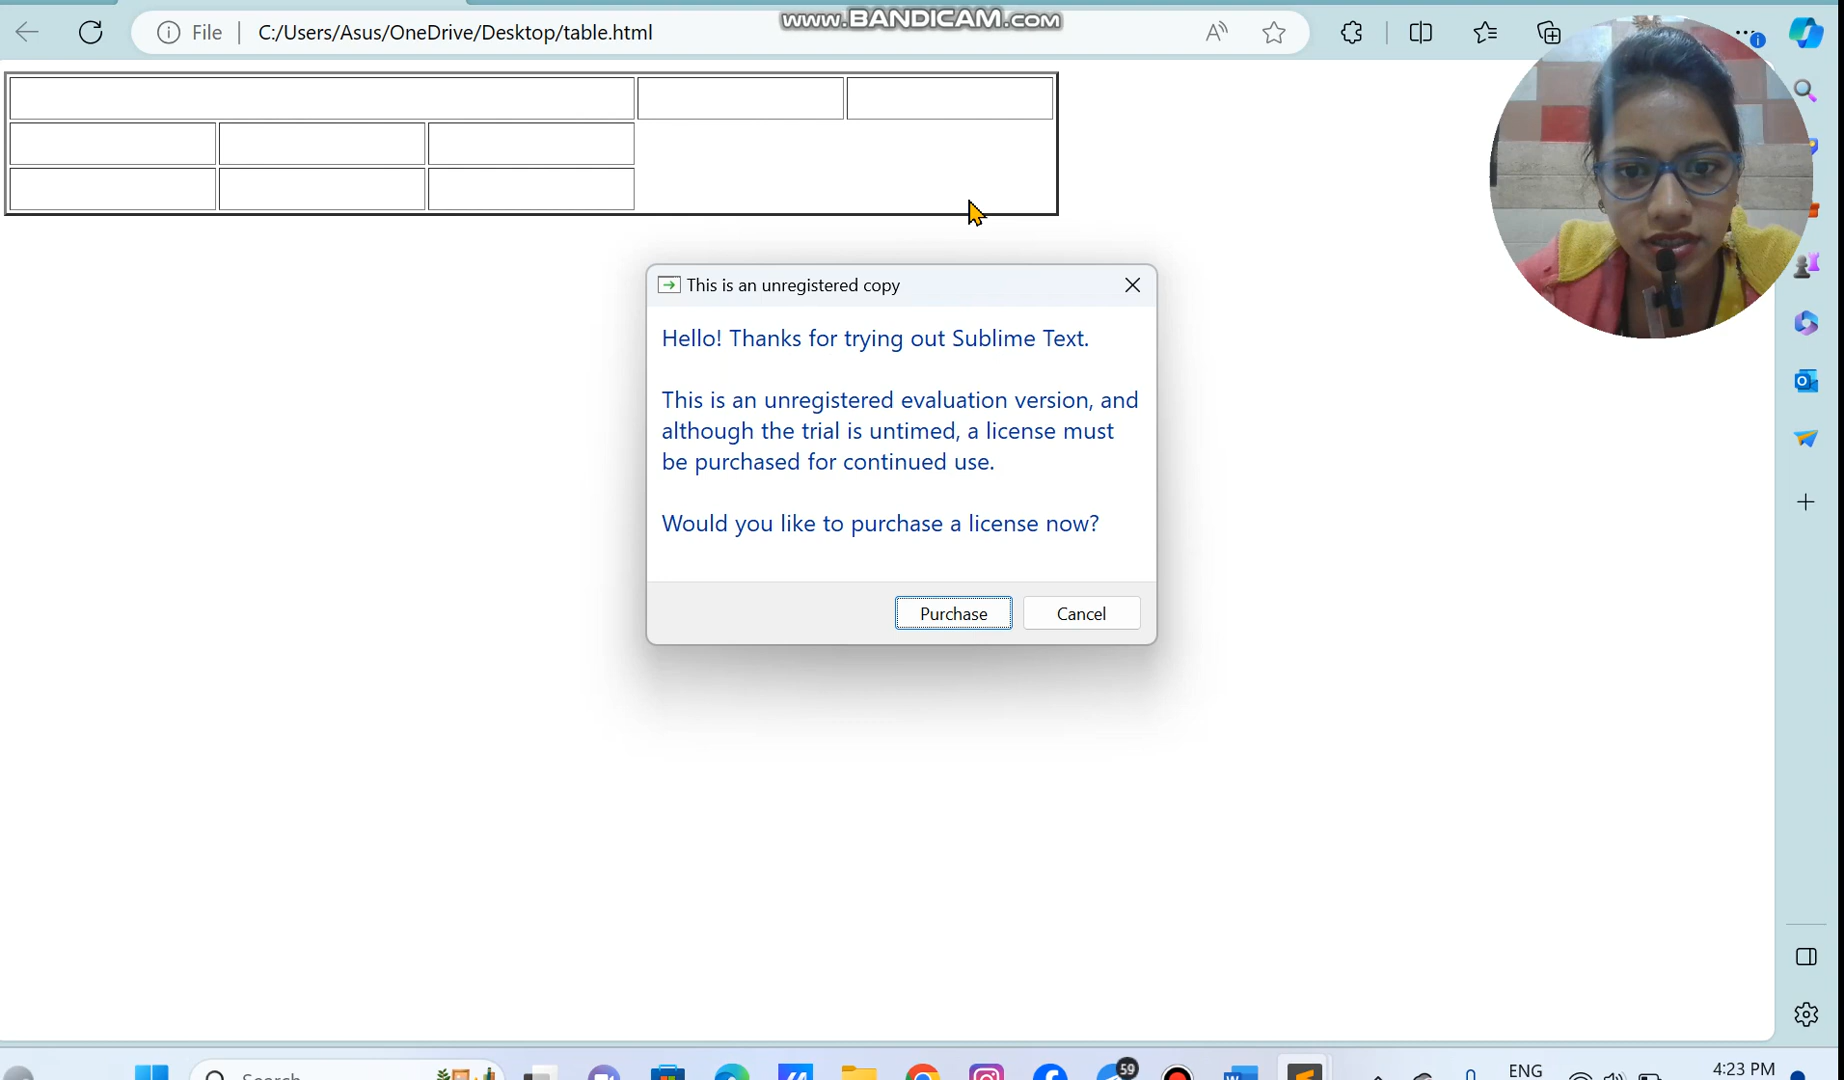 File
C:/Users/Asus/OneDrive/Desktop/table.html
www.BANDICAM.com
This is an unregistered copy
Hello! Thanks for trying out Sublime Text.
This is an unregistered evaluation version, and
although the trial is untimed, a license must
be purchased for continued use.
Would you like to purchase a license now?
Purchase
Cancel
Search
59
ENG
4:23 PM